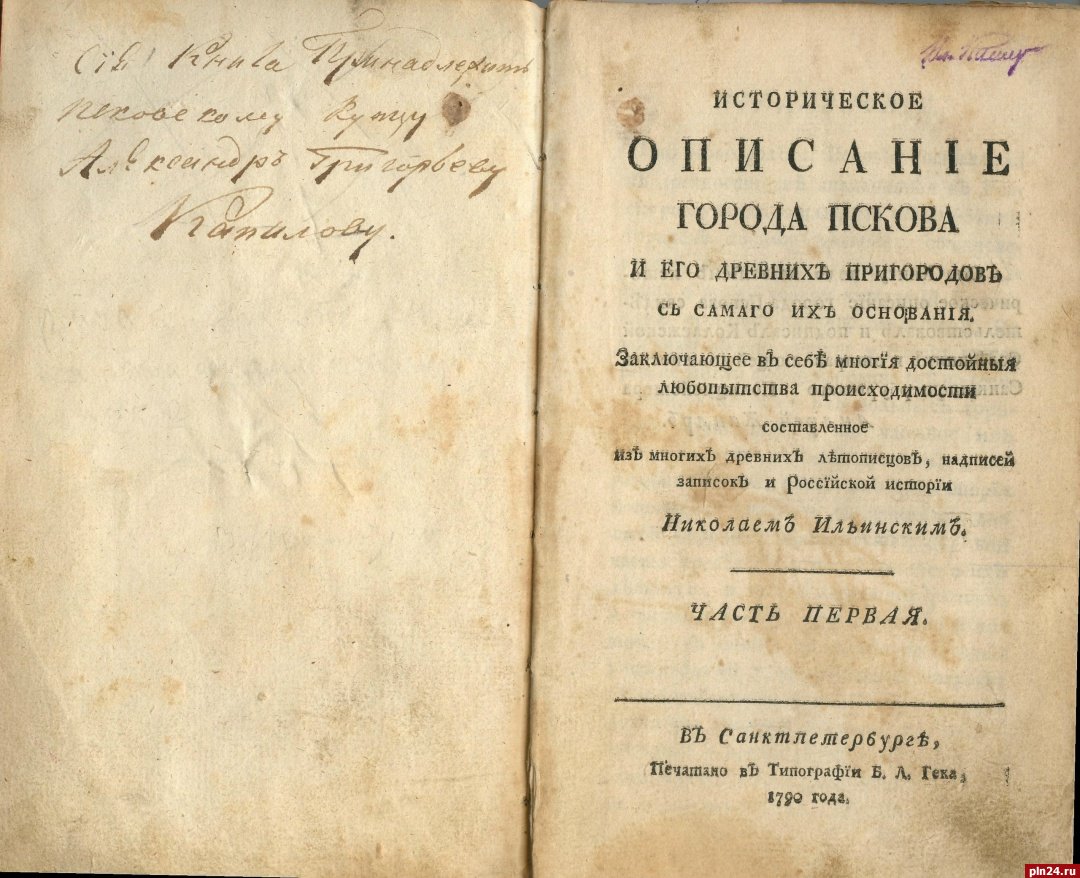 Сія Книга Принадлежитъ
псковскому купцу
Александръ Григорьеву
Капилову.
ИСТОРИЧЕСКОЕ
ОПИСАНІЕ
ГОРОДА ПСКОВА
И ЕГО ДРЕВНИХЪ ПРИГОРОДОВЪ
СЪ САМАГО ИХЪ ОСНОВАНІЯ.
Заключающее въ себѣ многія достойныя
любопытства происходимости
составленное
изъ многихъ древнихъ лѣтописцовъ, надписей
записокъ и Россійской исторіи
Николаемъ Ильинскимъ.
ЧАСТЬ ПЕРВАЯ.
Въ Санктпетербургѣ,
Печатано въ Типографіи Б. Л. Гека,
1790 года.
pln24.ru